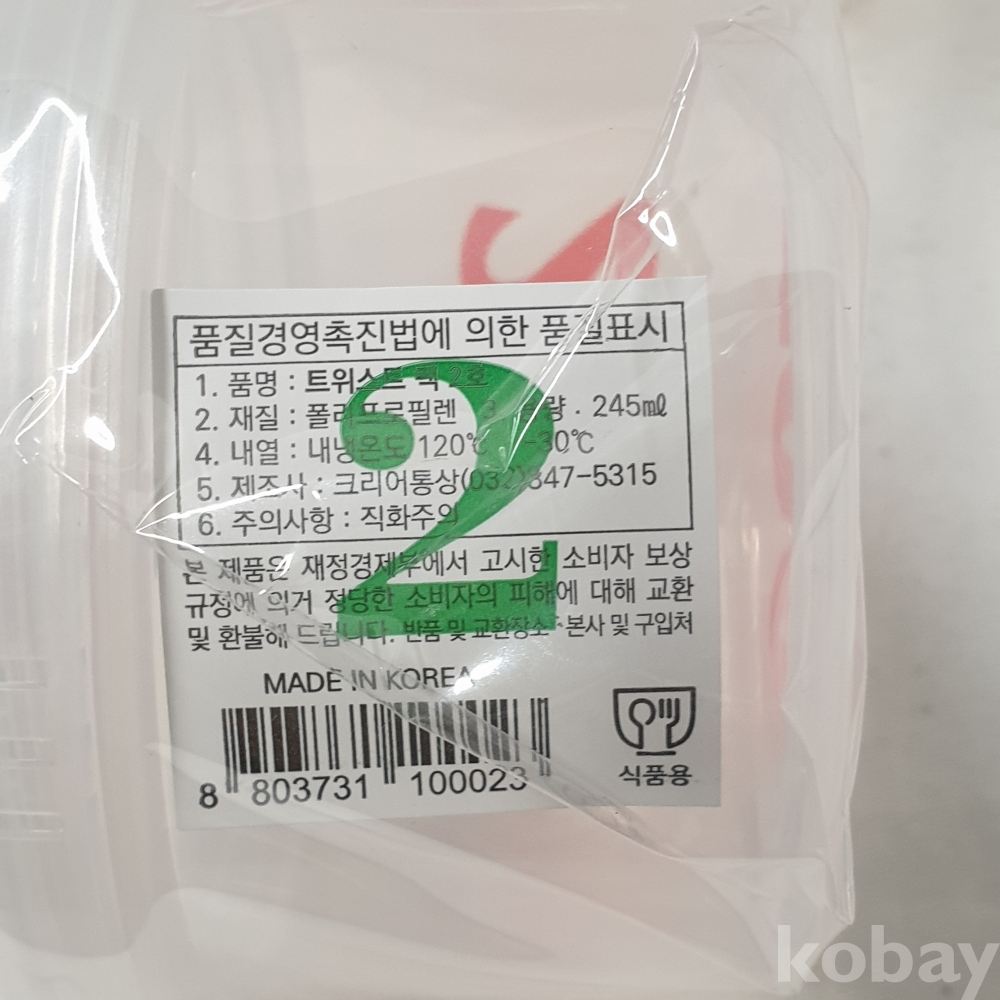 품질경영촉진법에 의한 품질표시
1. 품명 : 트위스트 팩 2호
2. 재질 : 폴리프로필렌 3. 용량 . 245㎖
4. 내열 : 내냉온도 120℃ -30℃
5. 제조사 : 크리어통상(032)347-5315
6. 주의사항 : 직화주의
2
본 제품은 재정경제부에서 고시한 소비자 보상
규정에 의거 정당한 소비자의 피해에 대해 교환
및 환불해 드립니다. 반품 및 교환장소 : 본사 및 구입처
MADE IN KOREA
8 803731 100023
식품용
kobay